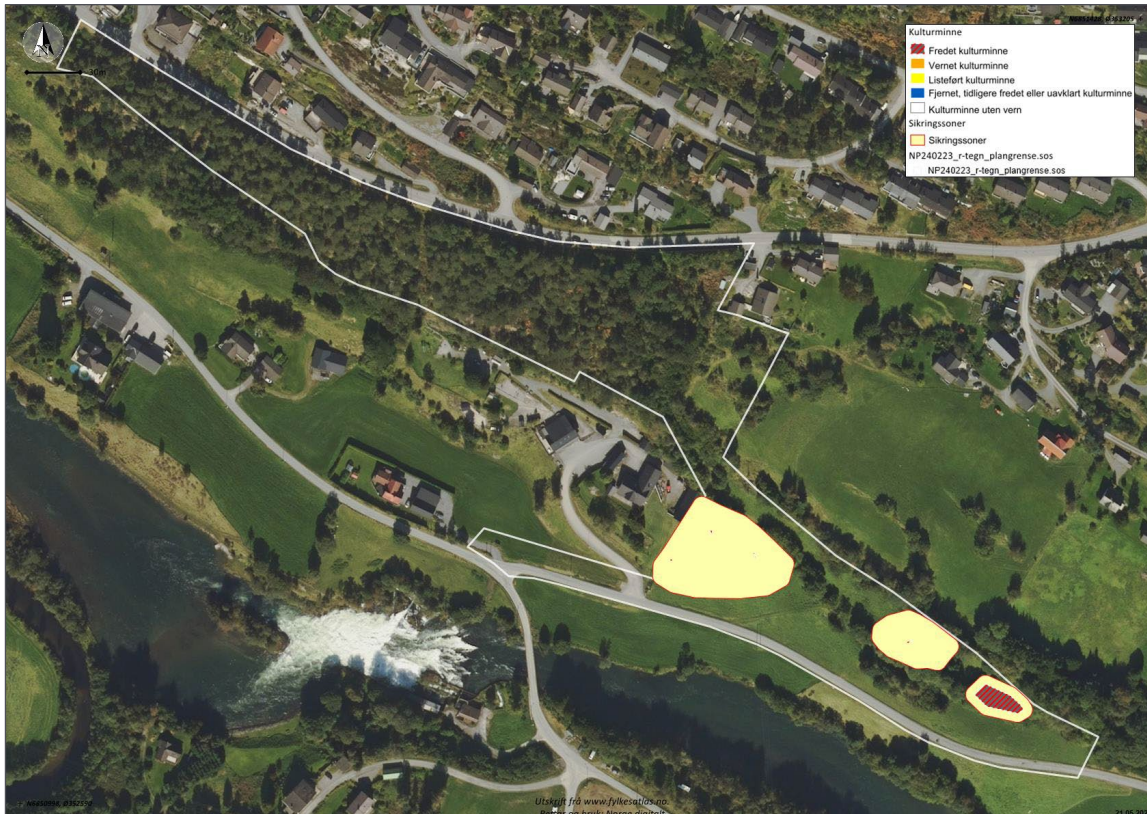 Kulturminne
Fredet kulturminne
Vernet kulturminne
Listeført kulturminne
Fjernet, tidligere fredet eller uavklart kulturminne
Kulturminne uten vern
Sikringssoner
Sikringssoner
NP240223_r-tegn_plangrense.sos
NP240223_r-tegn_plangrense.sos
Utskrift frå www.fylkesatlas.no.